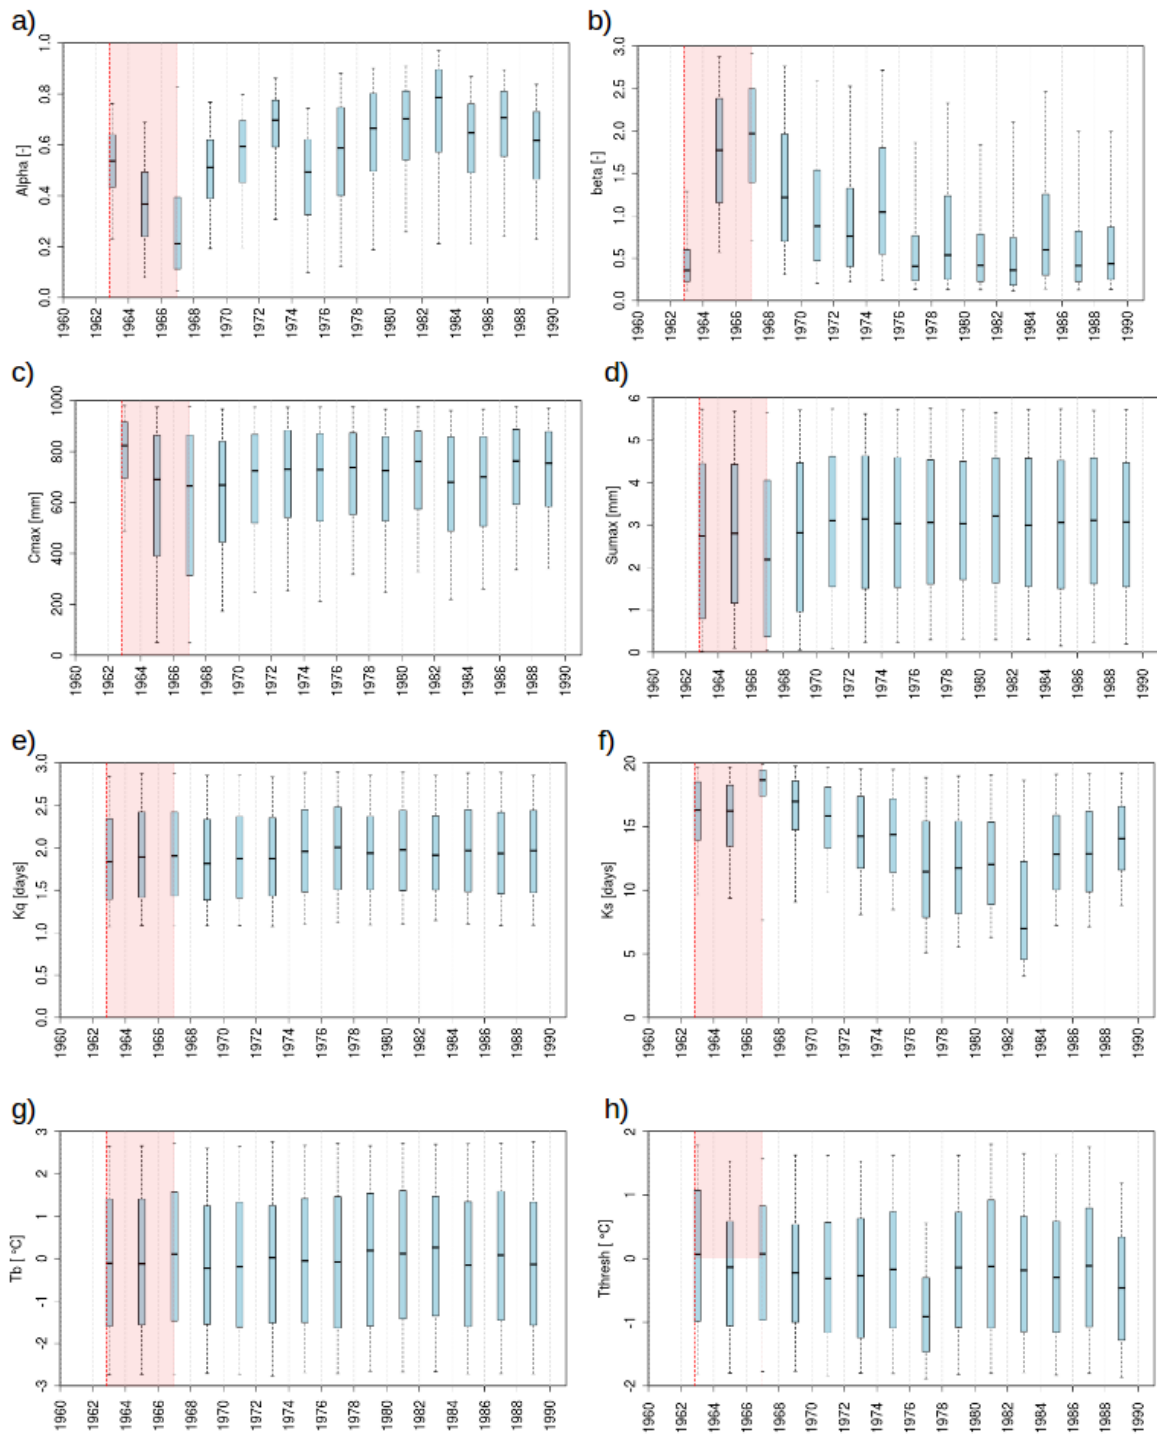 a)
b)
Alpha [-]
0.0 0.2 0.4 0.6 0.8 1.0
1960 1962 1964 1966 1968 1970 1972 1974 1976 1978 1980 1982 1984 1986 1988 1990
beta [-]
0.0 0.5 1.0 1.5 2.0 2.5 3.0
1960 1962 1964 1966 1968 1970 1972 1974 1976 1978 1980 1982 1984 1986 1988 1990
c)
d)
Cmax [mm]
0 200 400 600 800 1000
1960 1962 1964 1966 1968 1970 1972 1974 1976 1978 1980 1982 1984 1986 1988 1990
Sumax [mm]
0 1 2 3 4 5 6
1960 1962 1964 1966 1968 1970 1972 1974 1976 1978 1980 1982 1984 1986 1988 1990
e)
f)
Kq [days]
0.0 0.5 1.0 1.5 2.0 2.5 3.0
1960 1962 1964 1966 1968 1970 1972 1974 1976 1978 1980 1982 1984 1986 1988 1990
Ks [days]
0 5 10 15 20
1960 1962 1964 1966 1968 1970 1972 1974 1976 1978 1980 1982 1984 1986 1988 1990
g)
h)
Tb [ °C]
-3 -2 -1 0 1 2 3
1960 1962 1964 1966 1968 1970 1972 1974 1976 1978 1980 1982 1984 1986 1988 1990
Tthresh [ °C]
-2 -1 0 1 2
1960 1962 1964 1966 1968 1970 1972 1974 1976 1978 1980 1982 1984 1986 1988 1990